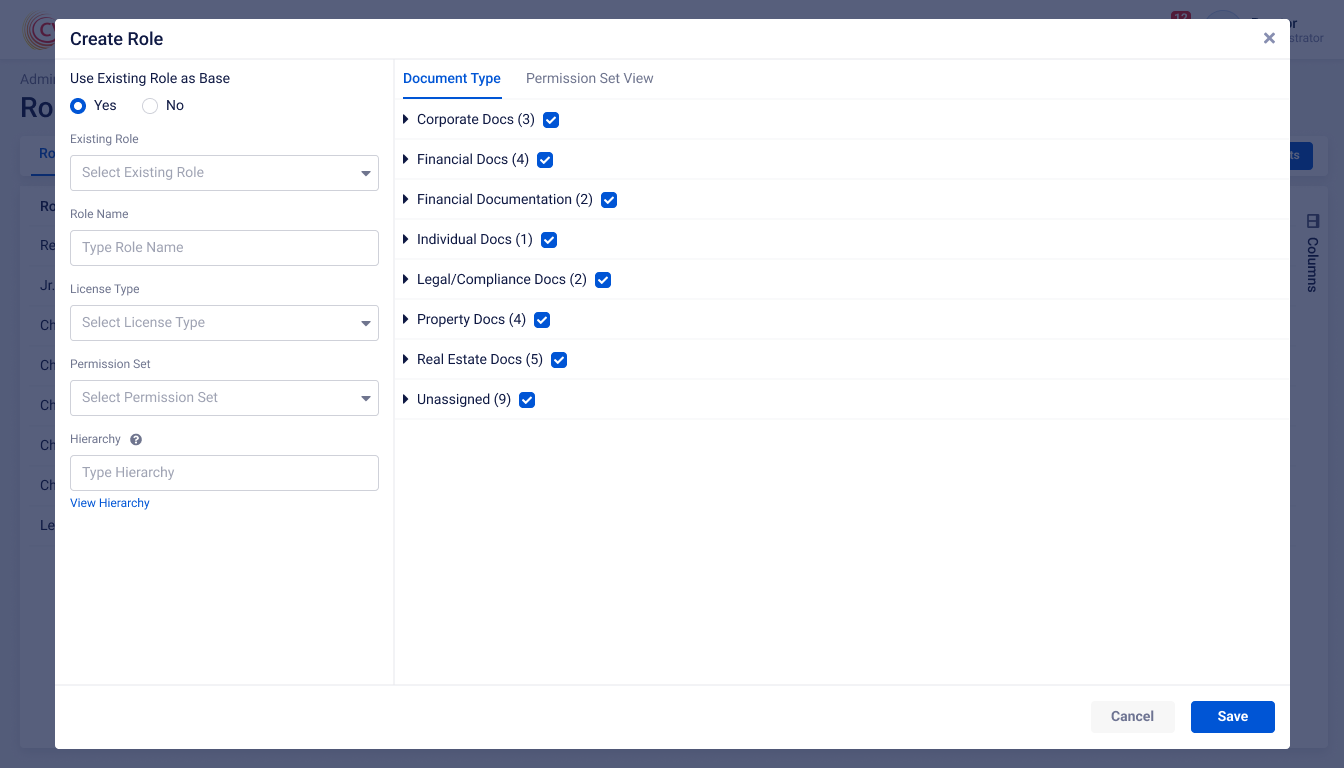 Create Role
Use Existing Role as Base
Yes
No
Existing Role
Select Existing Role
Role Name
Type Role Name
License Type
Select License Type
Permission Set
Select Permission Set
Hierarchy
Type Hierarchy
View Hierarchy
Document Type
Permission Set View
Corporate Docs (3)
Financial Docs (4)
Financial Documentation (2)
Individual Docs (1)
Legal/Compliance Docs (2)
Property Docs (4)
Real Estate Docs (5)
Unassigned (9)
Cancel
Save
Columns